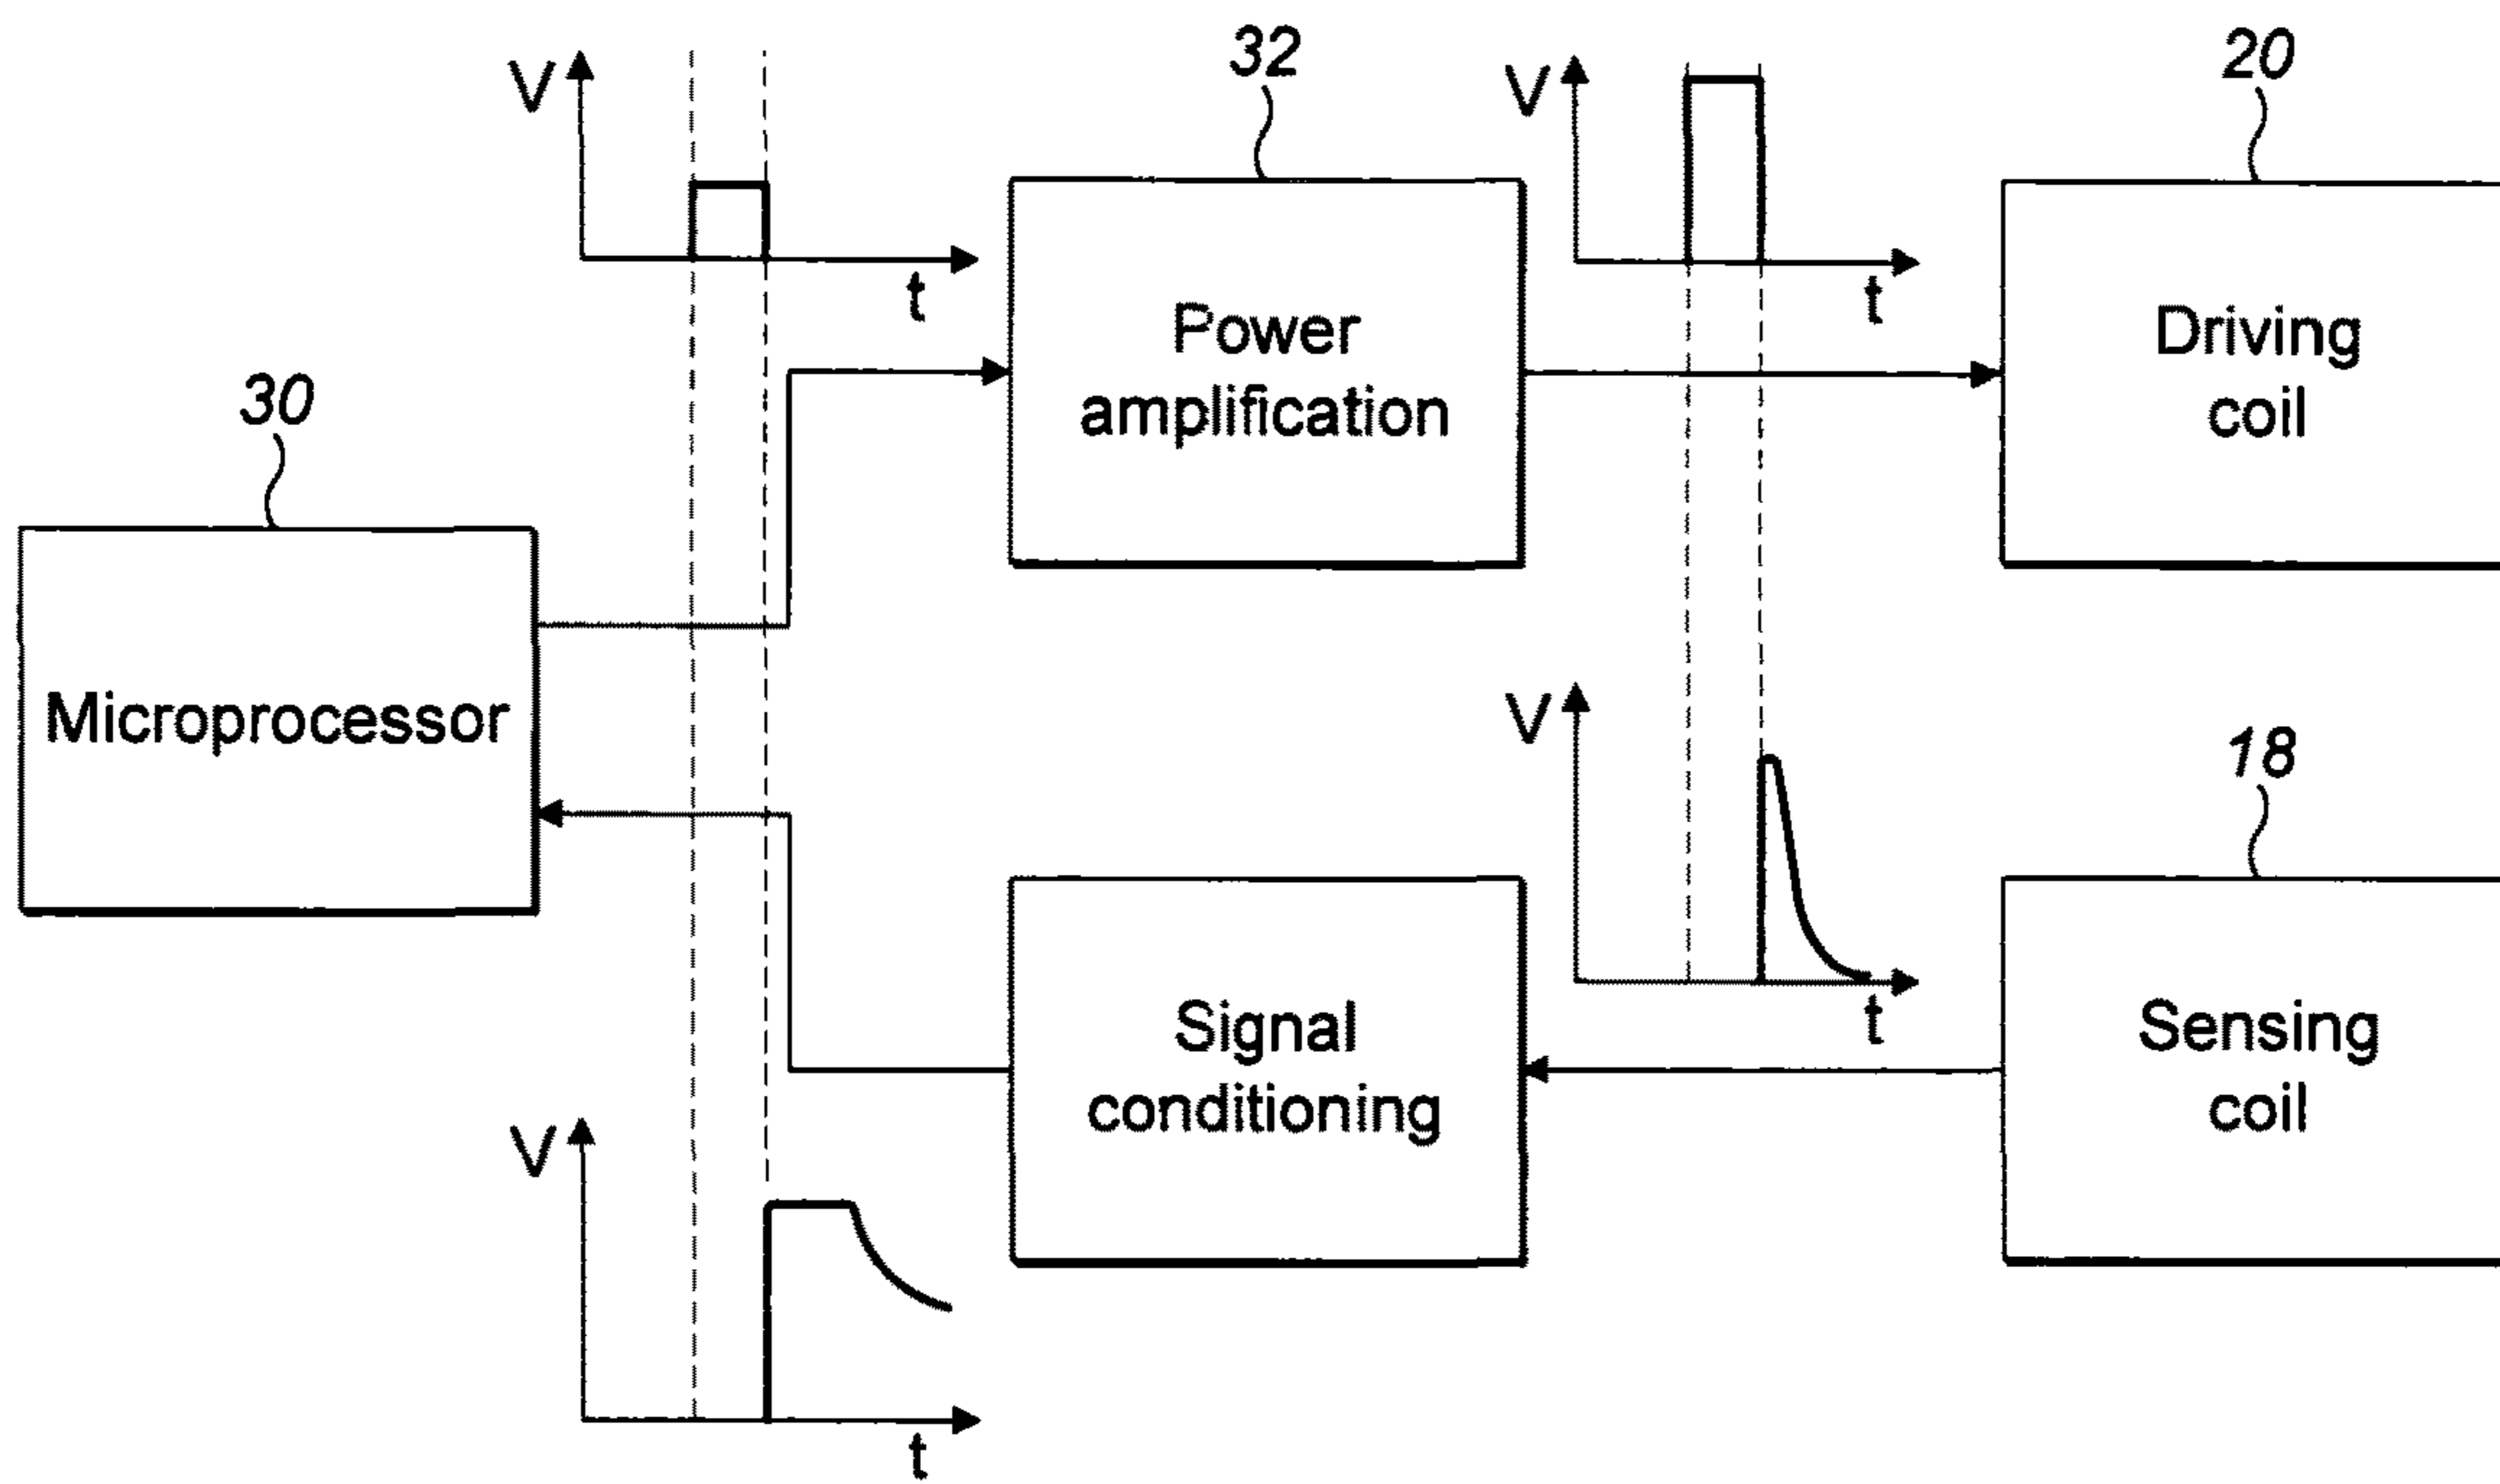 32
20
V
V
t
t
Power
amplification
Driving
coil
30
Microprocessor
V
18
t
Signal
conditioning
Sensing
coil
V
t